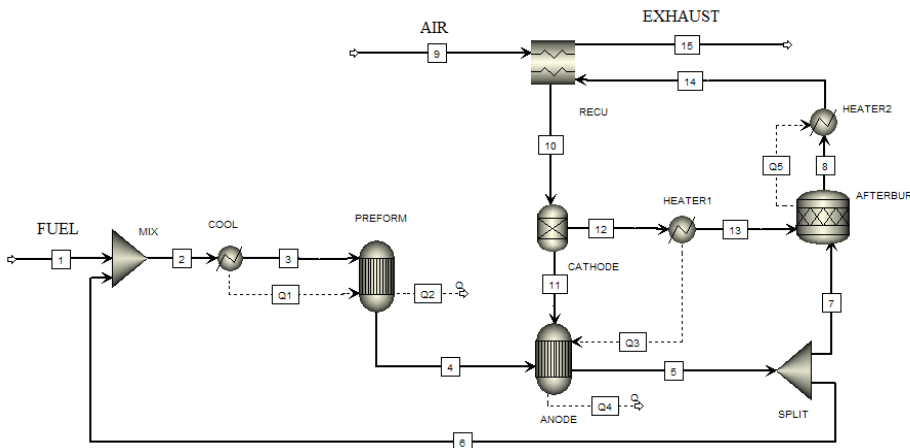 EXHAUST
AIR
9
15
14
RECU
HEATER2
10
Q5
8
AFTERBUR
HEATER1
PREFORM
12
13
FUEL
MIX
COOL
CATHODE
1
2
3
11
7
Q1
Q2
Q
Q3
4
5
Q4
Q
ANODE
SPLIT
6